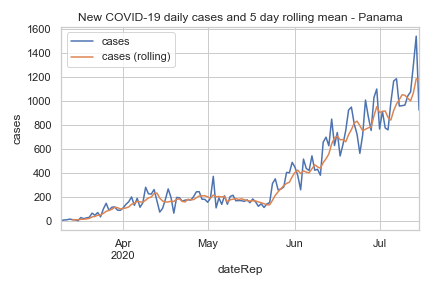 New COVID-19 daily cases and 5 day rolling mean - Panama
cases
cases (rolling)
1600
1400
1200
1000
800
600
400
200
0
cases
Apr
2020
May
Jun
Jul
dateRep